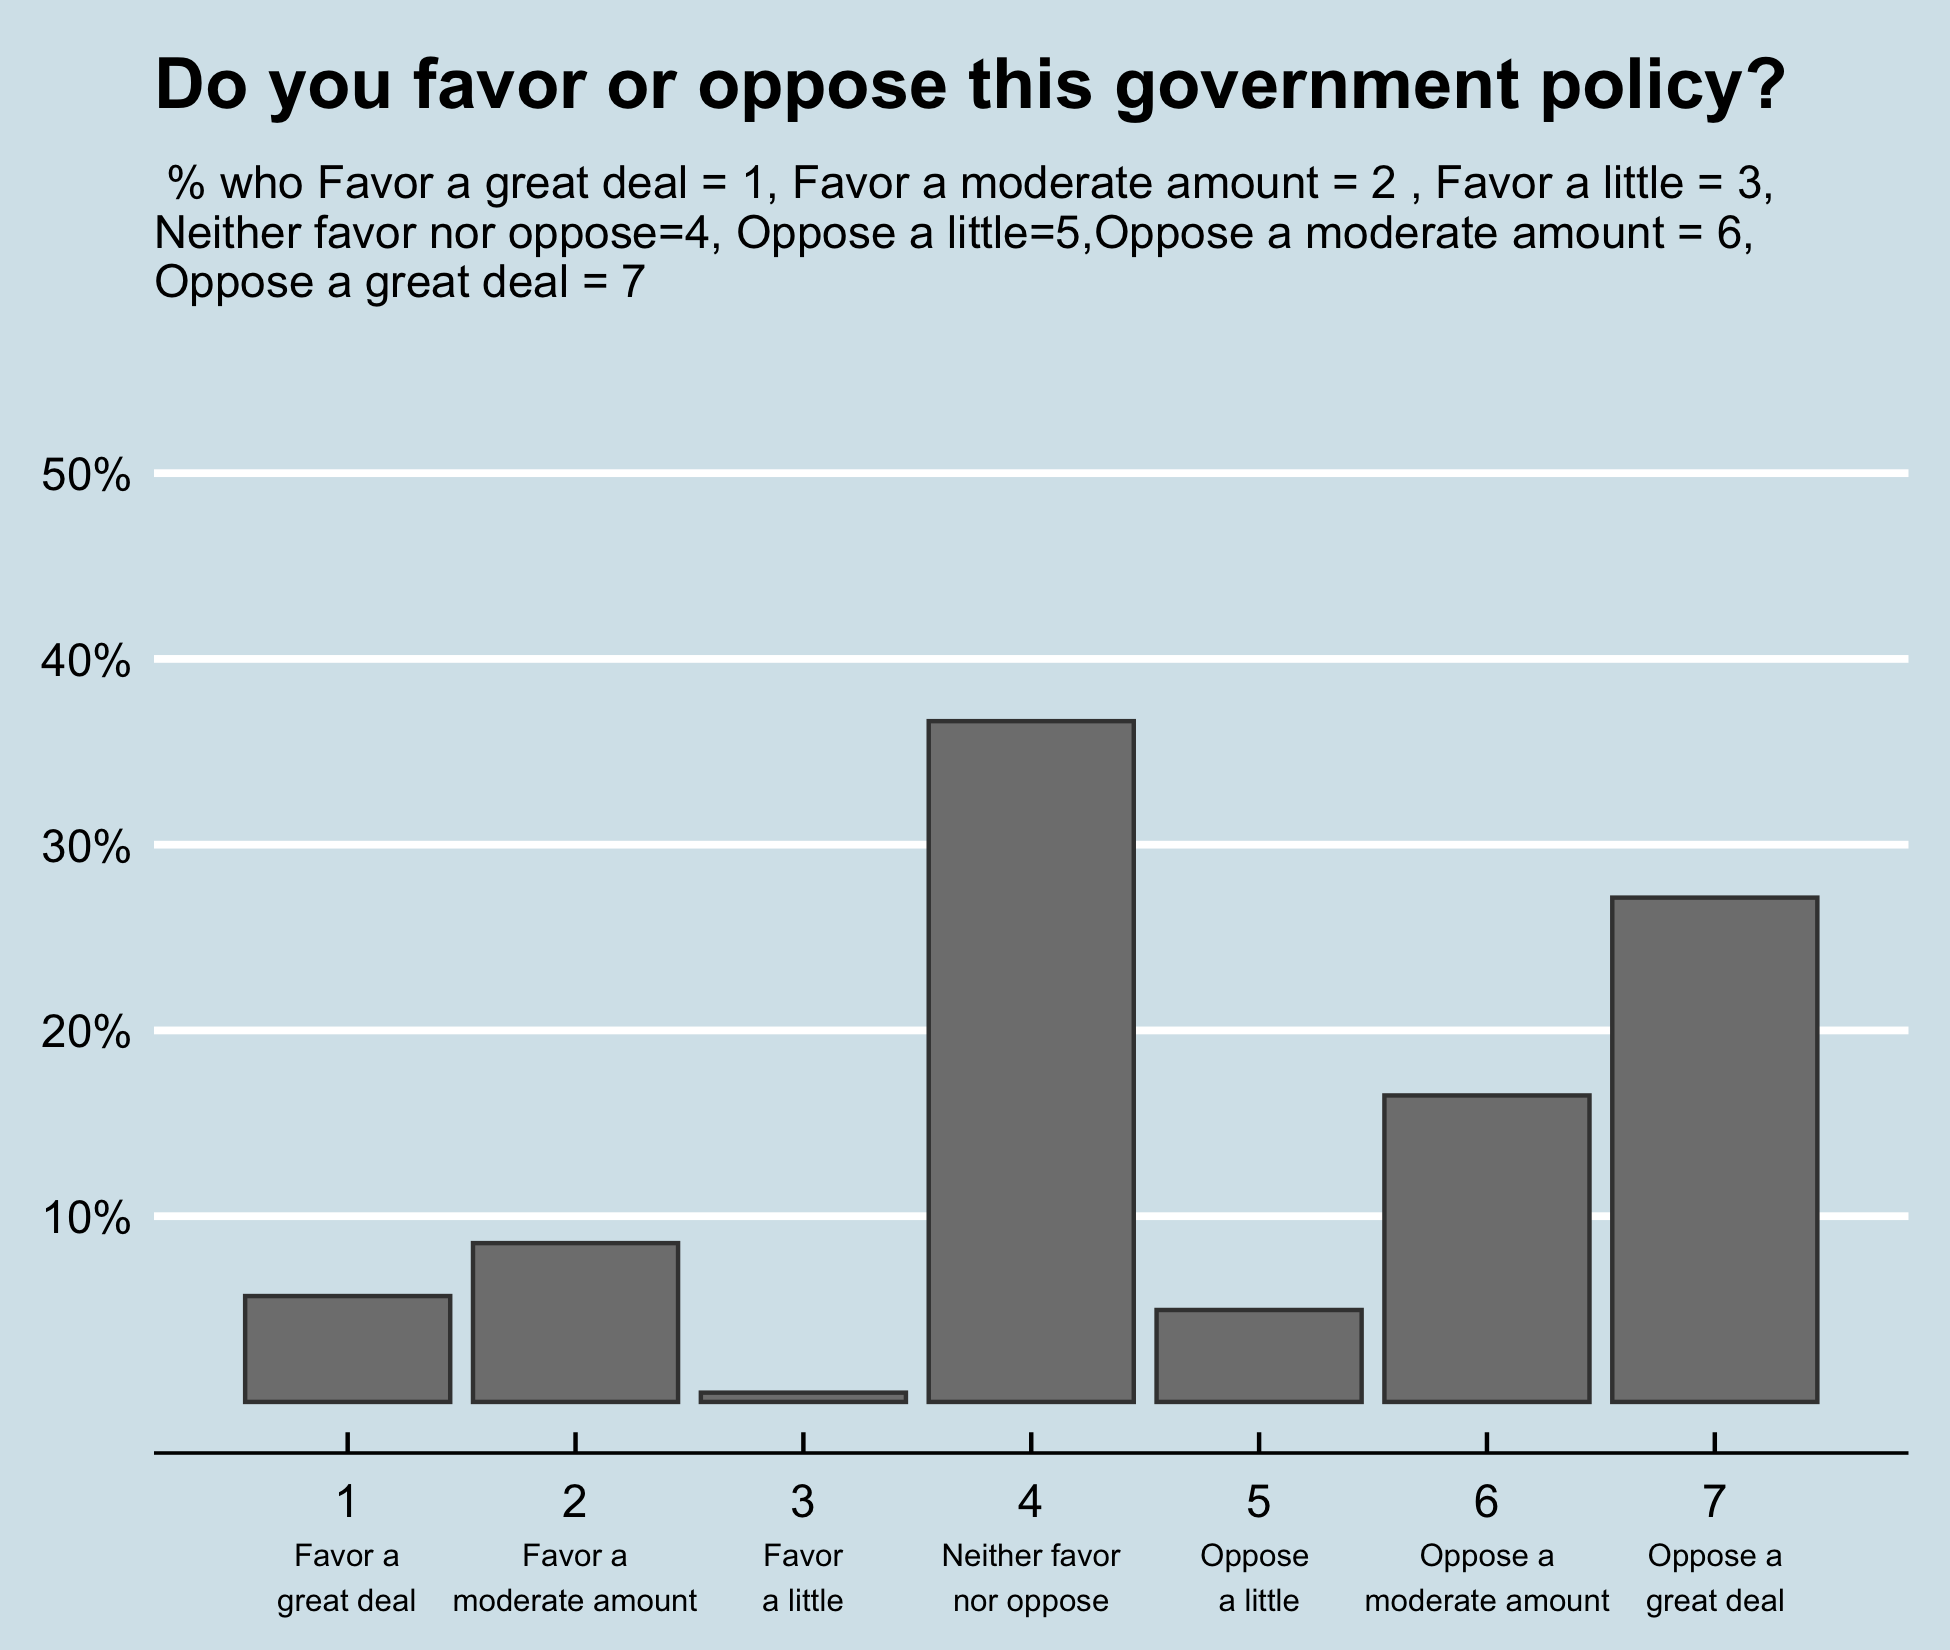 Do you favor or oppose this government policy?
% who Favor a great deal = 1, Favor a moderate amount = 2 , Favor a little = 3,
Neither favor nor oppose=4, Oppose a little=5,Oppose a moderate amount = 6,
Oppose a great deal = 7
50%
40%
30%
20%
10%
1 2 3 4 5 6 7
Favor a Favor a Favor Neither favor Oppose Oppose a Oppose a
great deal moderate amount a little nor oppose a little moderate amount great deal